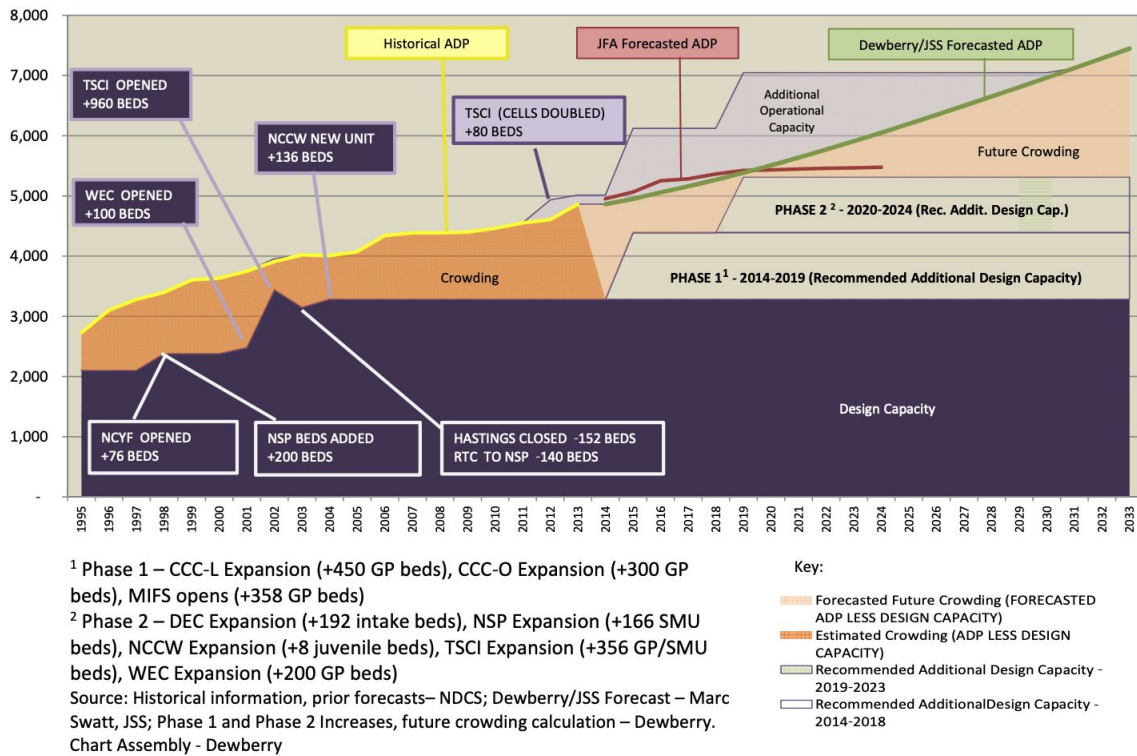 8,000
7,000
6,000
5,000
4,000
3,000
2,000
1,000
-
Historical ADP
JFA Forecasted ADP
Dewberry/JSS Forecasted ADP
TSCI OPENED
+960 BEDS
NCCW NEW UNIT
+136 BEDS
TSCI (CELLS DOUBLED)
+80 BEDS
Additional
Operational
Capacity
Future Crowding
WEC OPENED
+100 BEDS
PHASE 2 ² - 2020-2024 (Rec. Addit. Design Cap.)
Crowding
PHASE 1¹ - 2014-2019 (Recommended Additional Design Capacity)
Design Capacity
NCYF OPENED
+76 BEDS
NSP BEDS ADDED
+200 BEDS
HASTINGS CLOSED -152 BEDS
RTC TO NSP -140 BEDS
1995 1996 1997 1998 1999 2000 2001 2002 2003 2004 2005 2006 2007 2008 2009 2010 2011 2012 2013 2014 2015 2016 2017 2018 2019 2020 2021 2022 2023 2024 2025 2026 2027 2028 2029 2030 2031 2032 2033
¹ Phase 1 – CCC-L Expansion (+450 GP beds), CCC-O Expansion (+300 GP
beds), MIFS opens (+358 GP beds)
² Phase 2 – DEC Expansion (+192 intake beds), NSP Expansion (+166 SMU
beds), NCCW Expansion (+8 juvenile beds), TSCI Expansion (+356 GP/SMU
beds), WEC Expansion (+200 GP beds)
Source: Historical information, prior forecasts– NDCS; Dewberry/JSS Forecast – Marc
Swatt, JSS; Phase 1 and Phase 2 Increases, future crowding calculation – Dewberry.
Chart Assembly - Dewberry
Key:
Forecasted Future Crowding (FORECASTED
ADP LESS DESIGN CAPACITY)
Estimated Crowding (ADP LESS DESIGN
CAPACITY)
Recommended Additional Design Capacity -
2019-2023
Recommended AdditionalDesign Capacity -
2014-2018